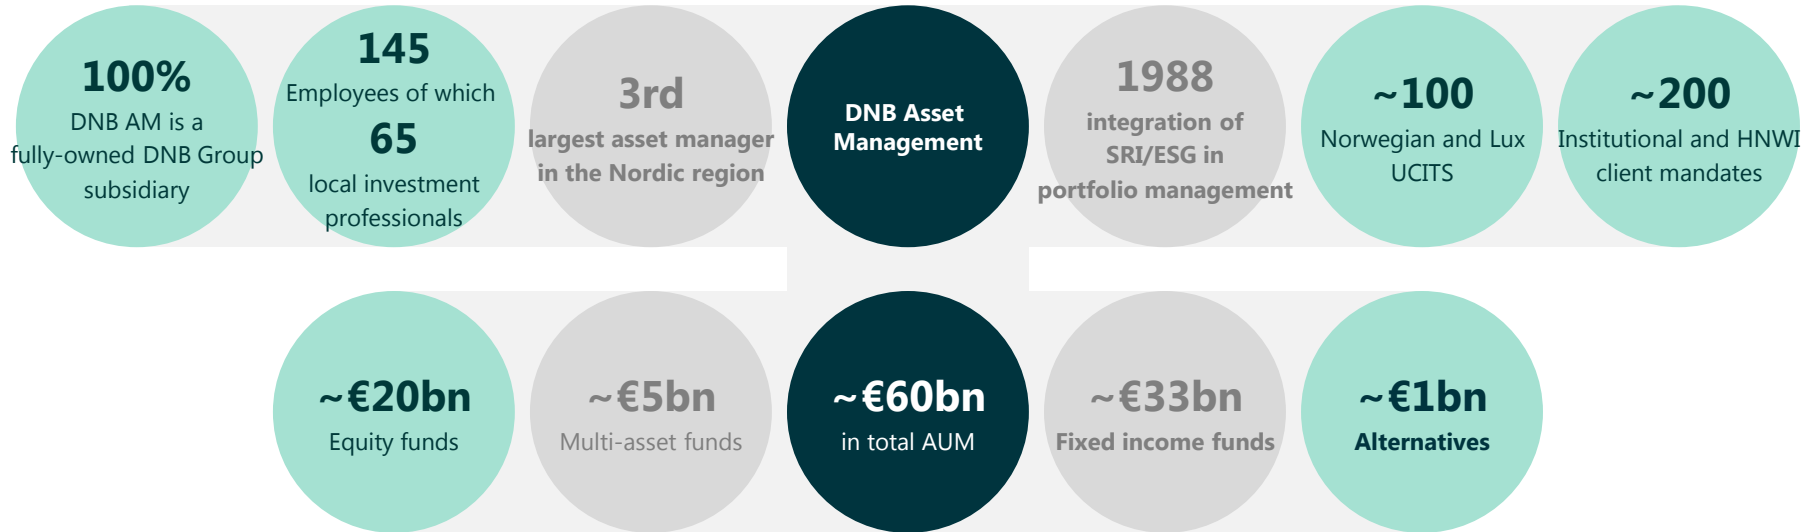 100%
DNB AM is a
fully-owned DNB Group
subsidiary
145
Employees of which
65
local investment
professionals
3rd
largest asset manager
in the Nordic region
DNB Asset
Management
1988
integration of
SRI/ESG in
portfolio management
~100
Norwegian and Lux
UCITS
~200
Institutional and HNWI
client mandates
~€20bn
Equity funds
~€5bn
Multi-asset funds
~€60bn
in total AUM
~€33bn
Fixed income funds
~€1bn
Alternatives